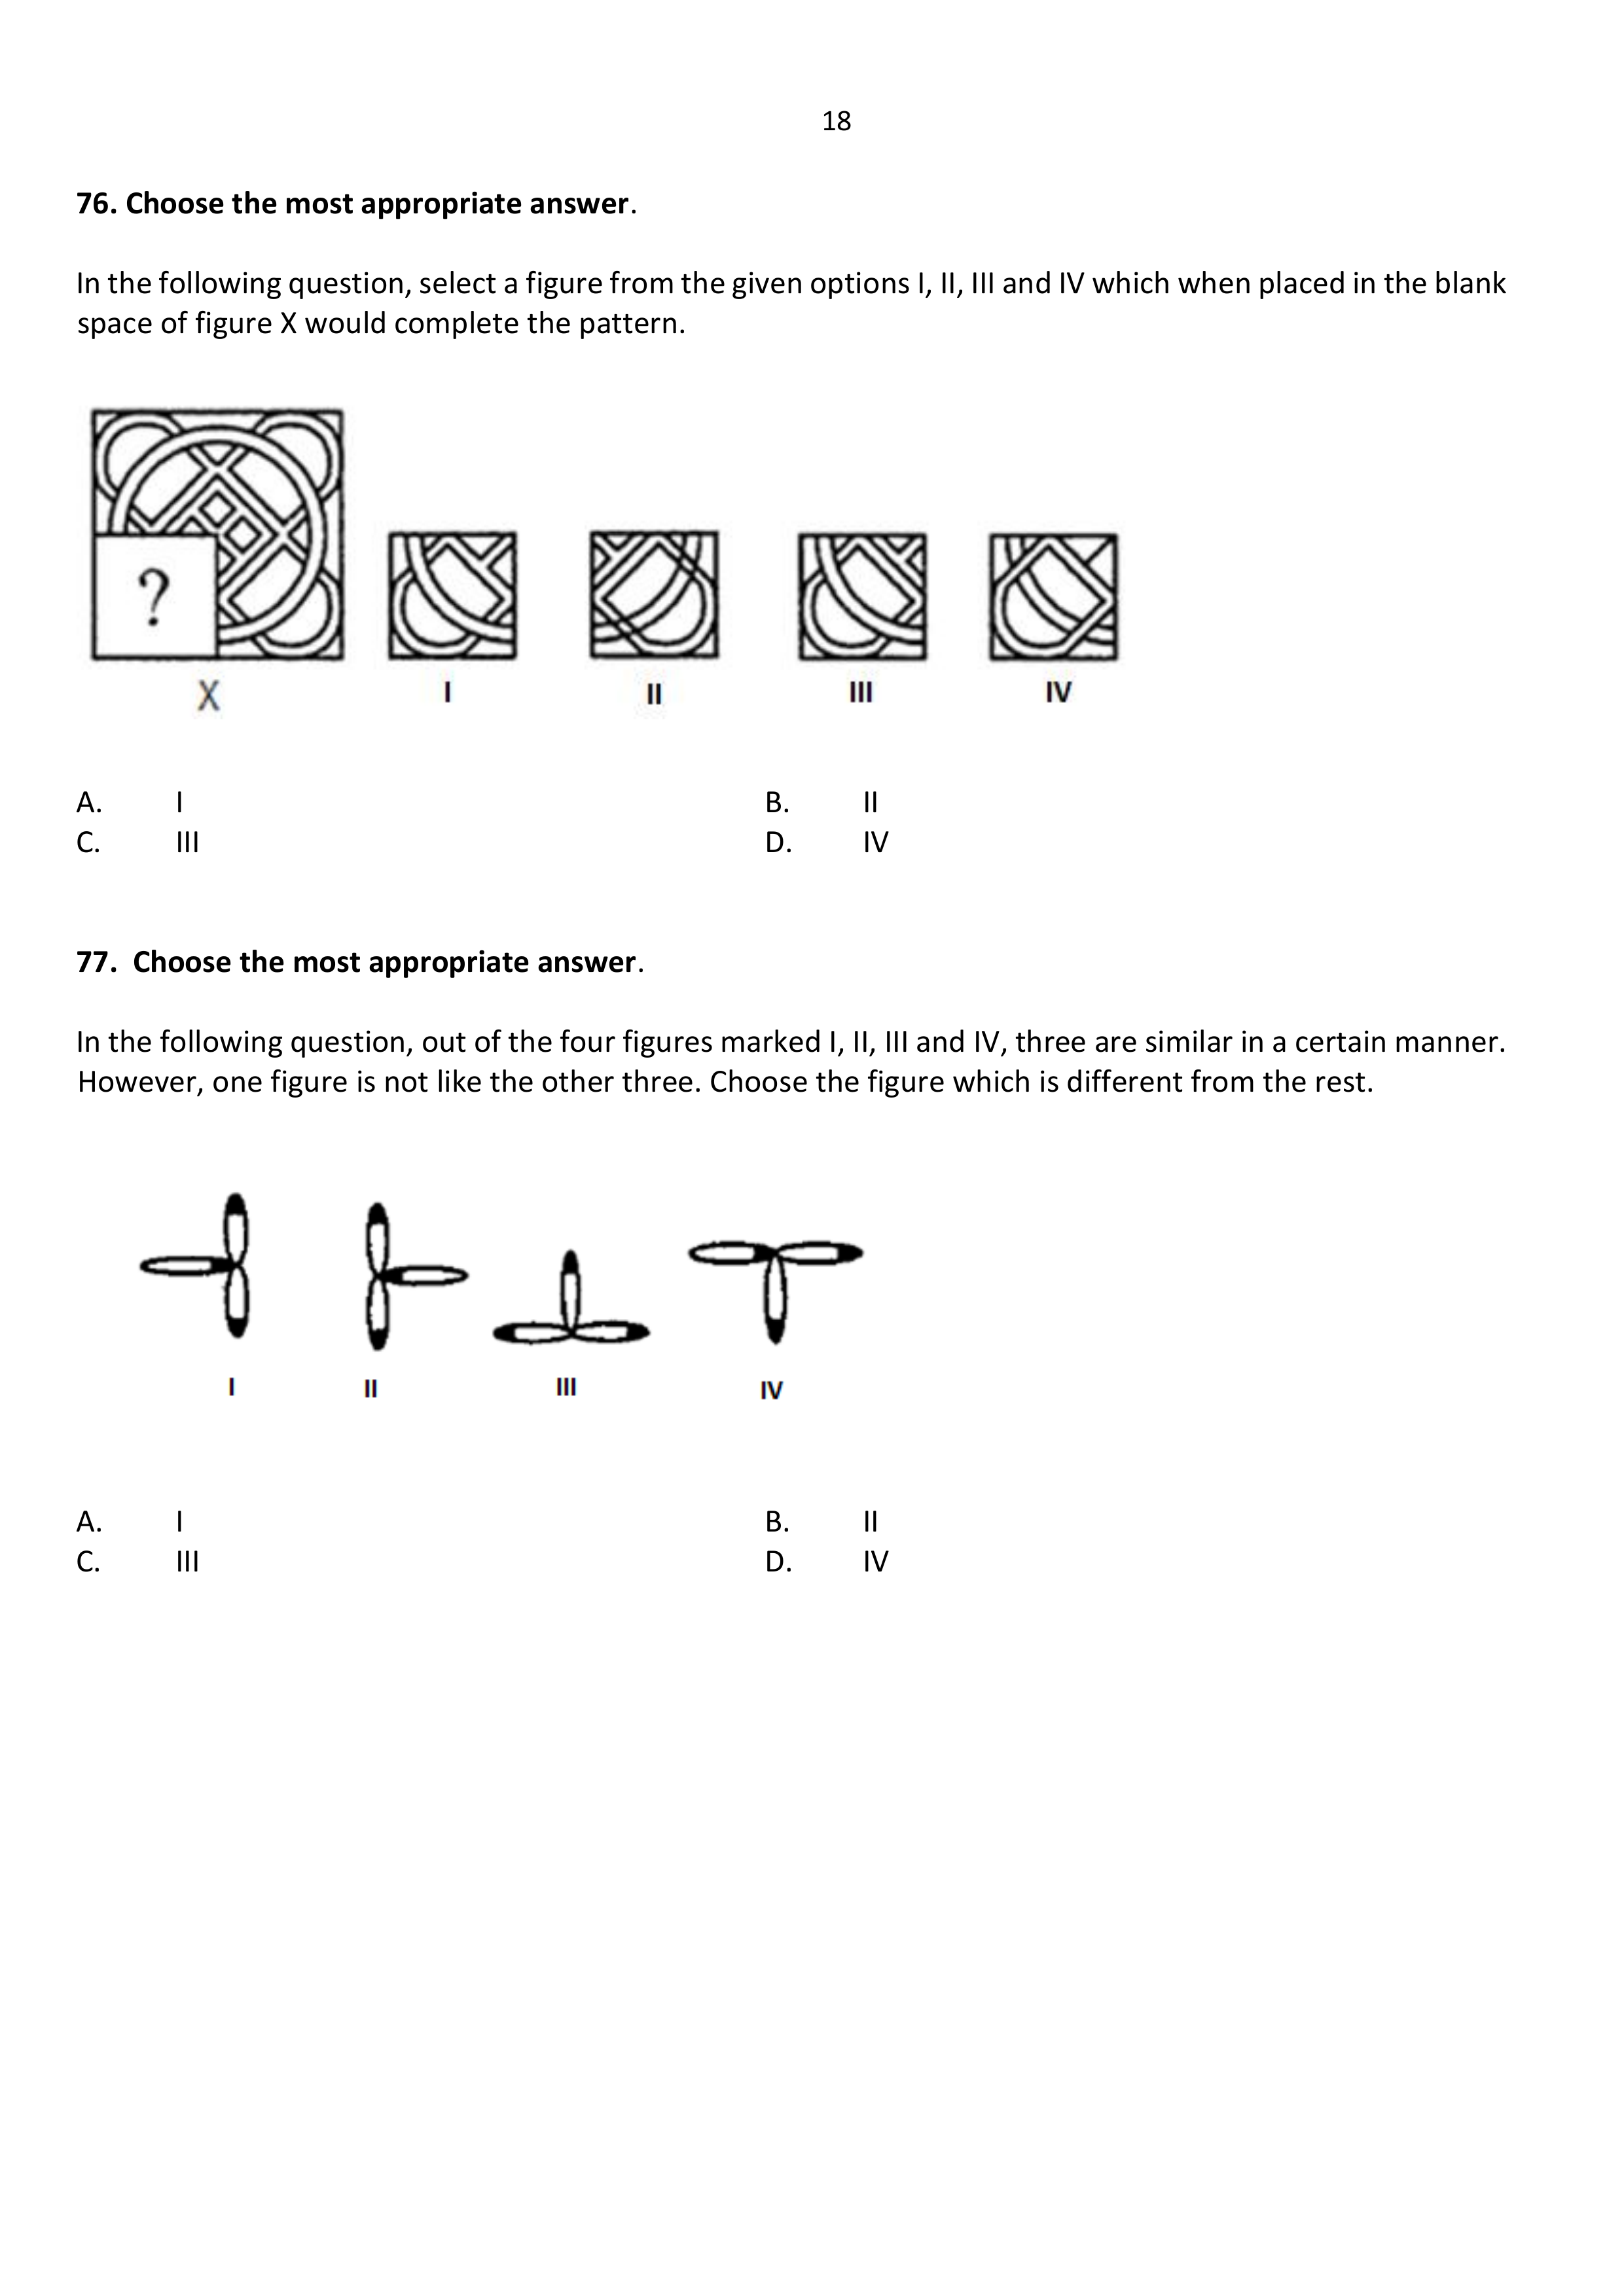 18
76. Choose the most appropriate answer.
In the following question, select a figure from the given options I, II, III and IV which when placed in the blank
space of figure X would complete the pattern.
?
X I II III IV
A. I B. II
C. III D. IV
77. Choose the most appropriate answer.
In the following question, out of the four figures marked I, II, III and IV, three are similar in a certain manner.
However, one figure is not like the other three. Choose the figure which is different from the rest.
I II III IV
A. I B. II
C. III D. IV